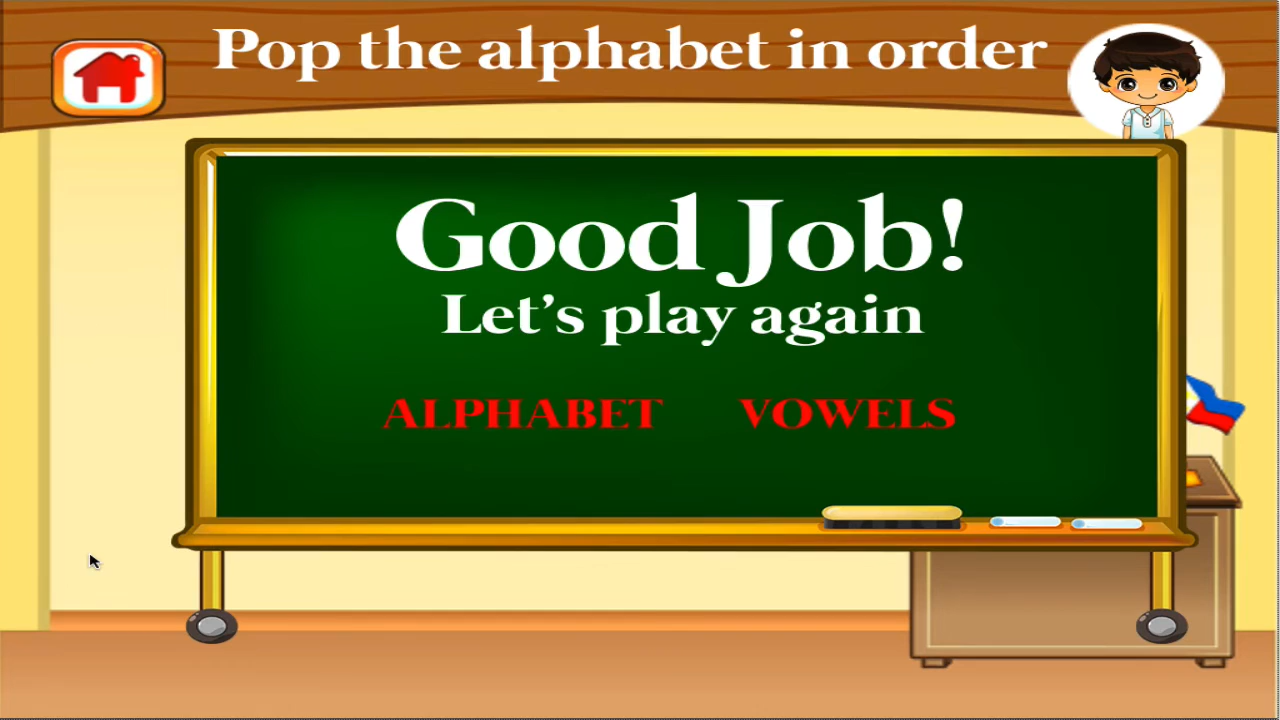 Pop the alphabet in order
Good Job!
Let's play again
ALPHABET VOWELS